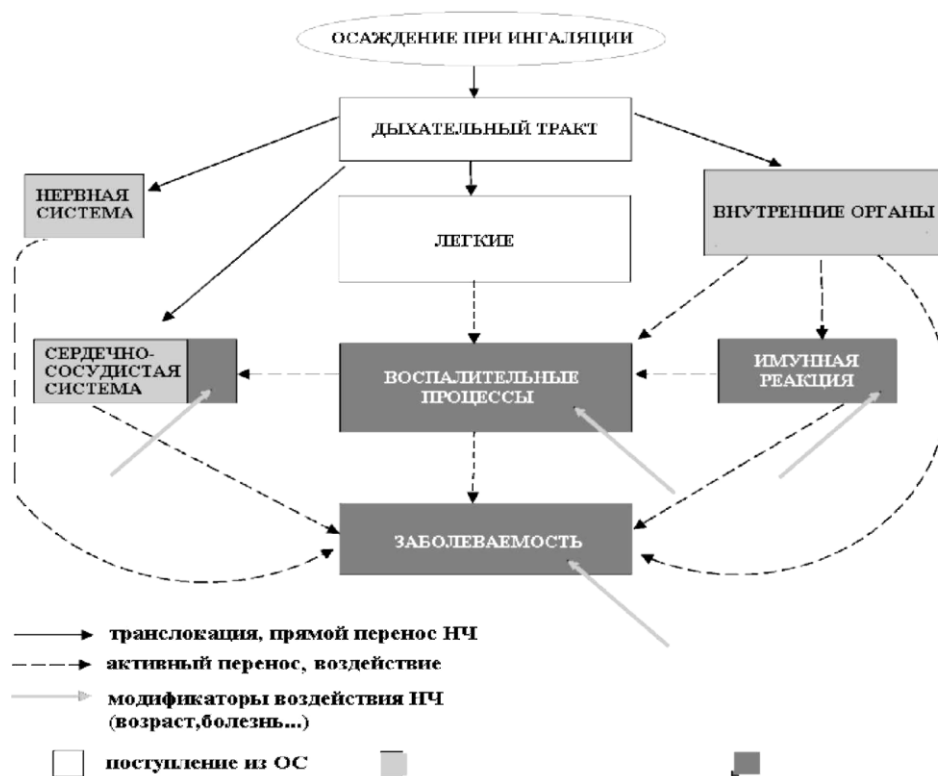 ОСАЖДЕНИЕ ПРИ ИНГАЛЯЦИИ
ДЫХАТЕЛЬНЫЙ ТРАКТ
НЕРВНАЯ
СИСТЕМА
ЛЕГКИЕ
ВНУТРЕННИЕ ОРГАНЫ
СЕРДЕЧНО-
СОСУДИСТАЯ
СИСТЕМА
ВОСПАЛИТЕЛЬНЫЕ
ПРОЦЕССЫ
ИМУННАЯ
РЕАКЦИЯ
ЗАБОЛЕВАЕМОСТЬ
транслокация, прямой перенос НЧ
активный перенос, воздействие
модификаторы воздействия НЧ
(возраст,болезнь...)
поступление из ОС